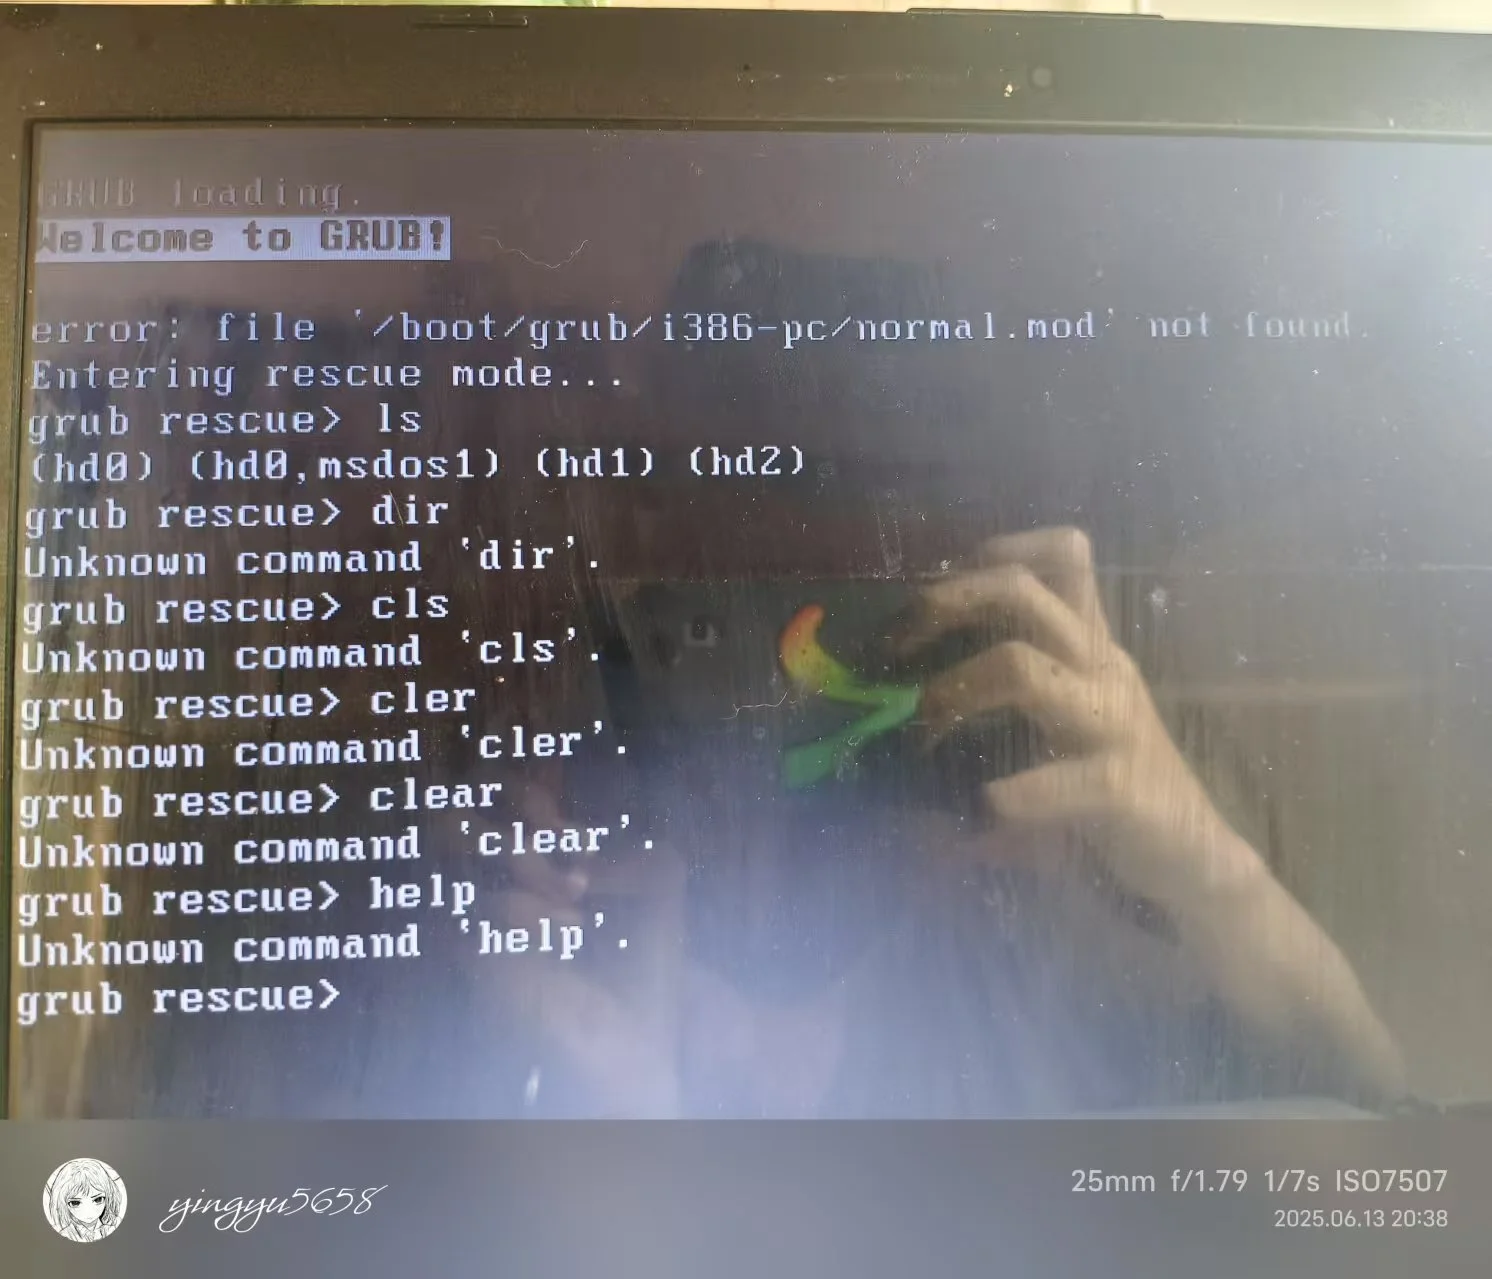 GRUB loading.
Welcome to GRUB!
error: file '/boot/grub/i386-pc/normal.mod' not found.
Entering rescue mode...
grub rescue> ls
(hd0) (hd0,msdos1) (hd1) (hd2)
grub rescue> dir
Unknown command 'dir'.
grub rescue> cls
Unknown command 'cls'.
grub rescue> cler
Unknown command 'cler'.
grub rescue> clear
Unknown command 'clear'.
grub rescue> help
Unknown command 'help'.
grub rescue>
yingyu5658
25mm f/1.79 1/7s ISO7507
2025.06.13 20:38